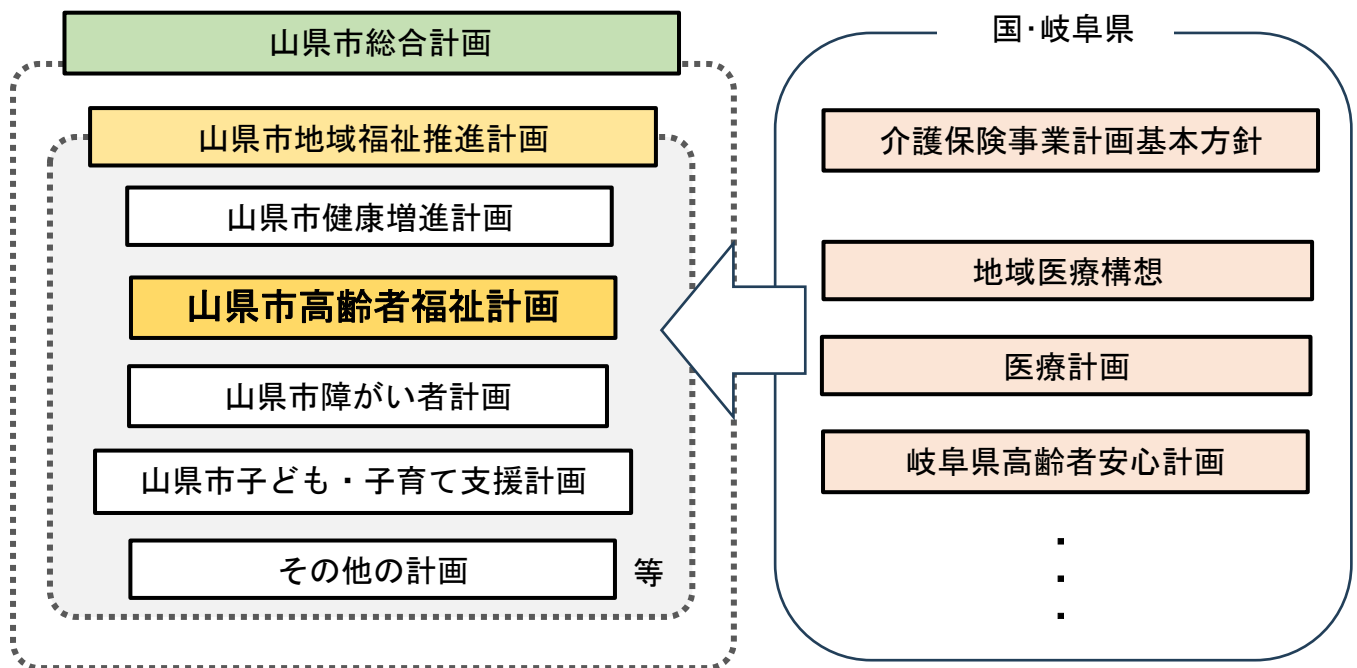 山県市総合計画
山県市地域福祉推進計画
山県市健康増進計画
山県市高齢者福祉計画
山県市障がい者計画
山県市子ども・子育て支援計画
その他の計画 等
国・岐阜県
介護保険事業計画基本方針
地域医療構想
医療計画
岐阜県高齢者安心計画
・
・
・